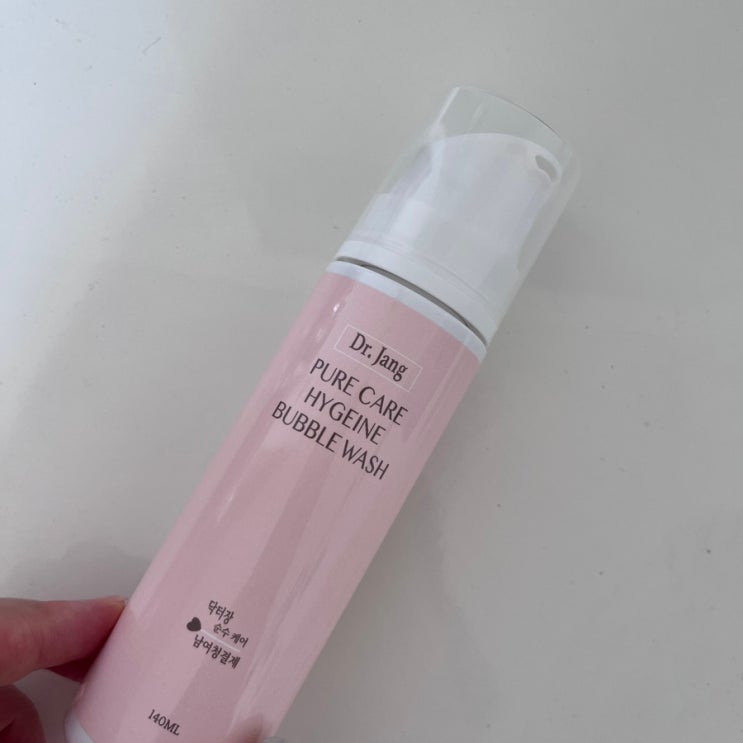 Dr. Jang
PURE CARE
HYGEINE
BUBBLE WASH
닥터장
순수 케어
남여청결제
140ML